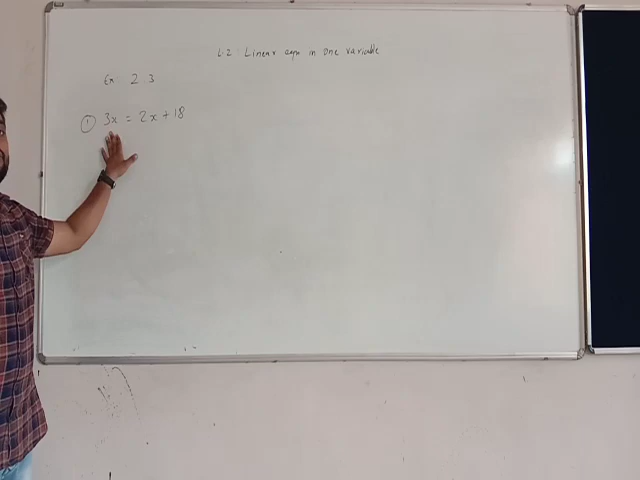 L-2 : Linear eqn in one variable
Ex 2.3
① 3x = 2x + 18